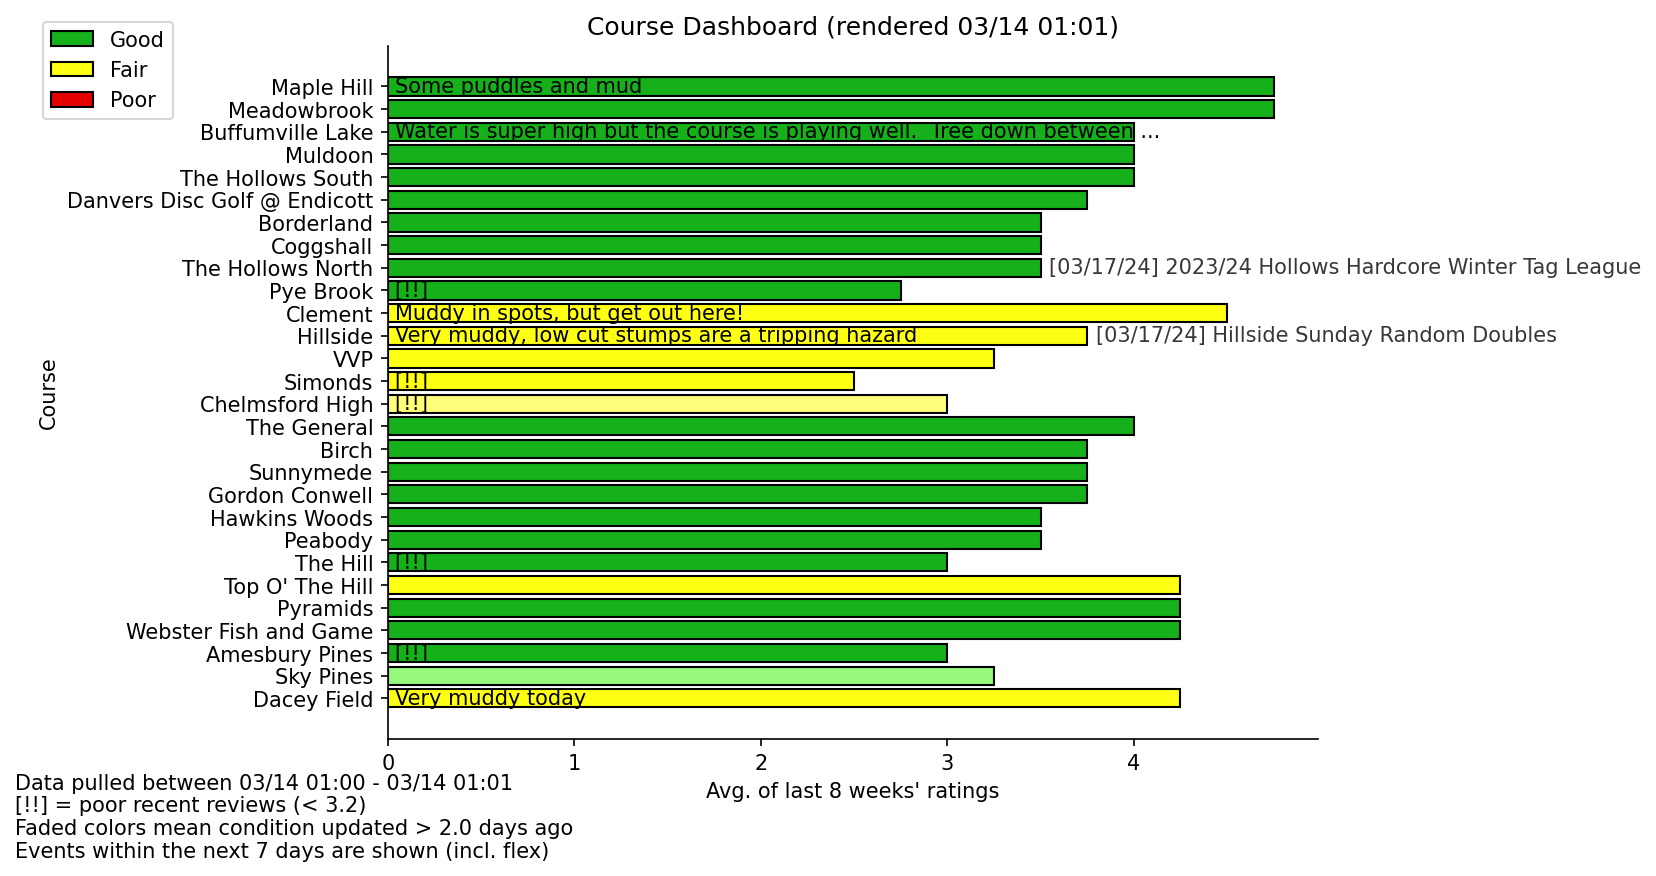 Course Dashboard (rendered 03/14 01:01)
Good
Fair
Poor
Maple Hill Some puddles and mud
Meadowbrook
Buffumville Lake Water is super high but the course is playing well.  Tree down between ...
Muldoon
The Hollows South
Danvers Disc Golf @ Endicott
Borderland
Coggshall
The Hollows North [03/17/24] 2023/24 Hollows Hardcore Winter Tag League
Pye Brook [!!]
Clement Muddy in spots, but get out here!
Hillside Very muddy, low cut stumps are a tripping hazard [03/17/24] Hillside Sunday Random Doubles
VVP
Simonds [!!]
Chelmsford High [!!]
The General
Birch
Sunnymede
Gordon Conwell
Hawkins Woods
Peabody
The Hill [!!]
Top O' The Hill
Pyramids
Webster Fish and Game
Amesbury Pines [!!]
Sky Pines
Dacey Field Very muddy today
Course
0 1 2 3 4
Avg. of last 8 weeks' ratings
Data pulled between 03/14 01:00 - 03/14 01:01
[!!] = poor recent reviews (< 3.2)
Faded colors mean condition updated > 2.0 days ago
Events within the next 7 days are shown (incl. flex)